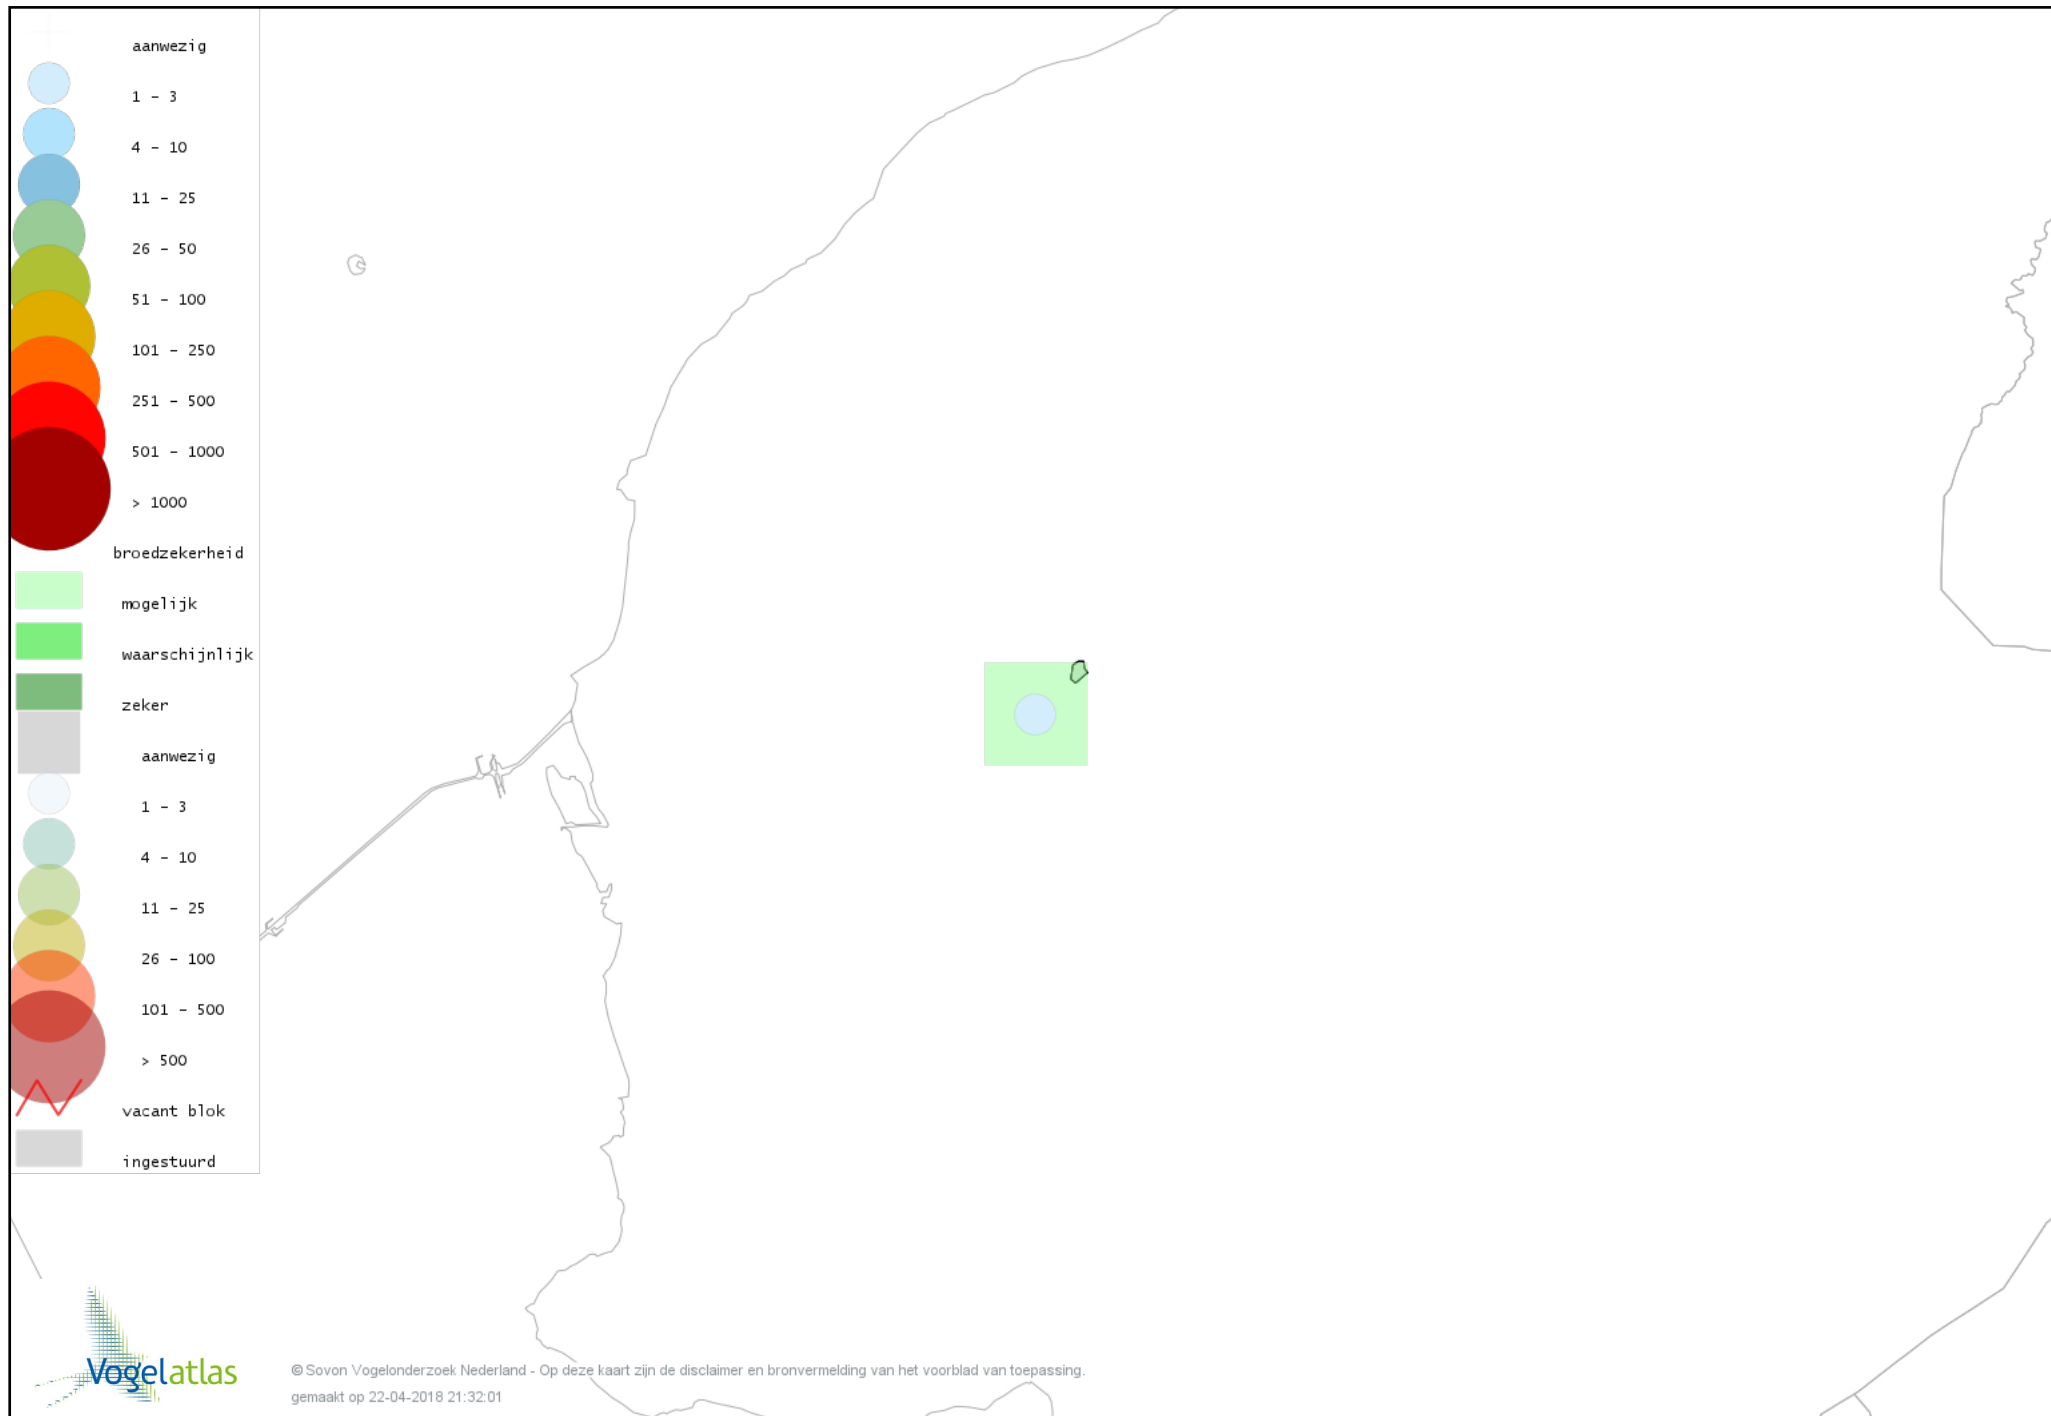 aanwezig
1 - 3
4 - 10
11 - 25
26 - 50
51 - 100
101 - 250
251 - 500
501 - 1000
> 1000
broedzekerheid
mogelijk
waarschijnlijk
zeker
aanwezig
1 - 3
4 - 10
11 - 25
26 - 100
101 - 500
> 500
vacant blok
ingestuurd
Vogelatlas
© Sovon Vogelonderzoek Nederland - Op deze kaart zijn de disclaimer en bronvermelding van het voorblad van toepassing.
gemaakt op 22-04-2018 21:32:01